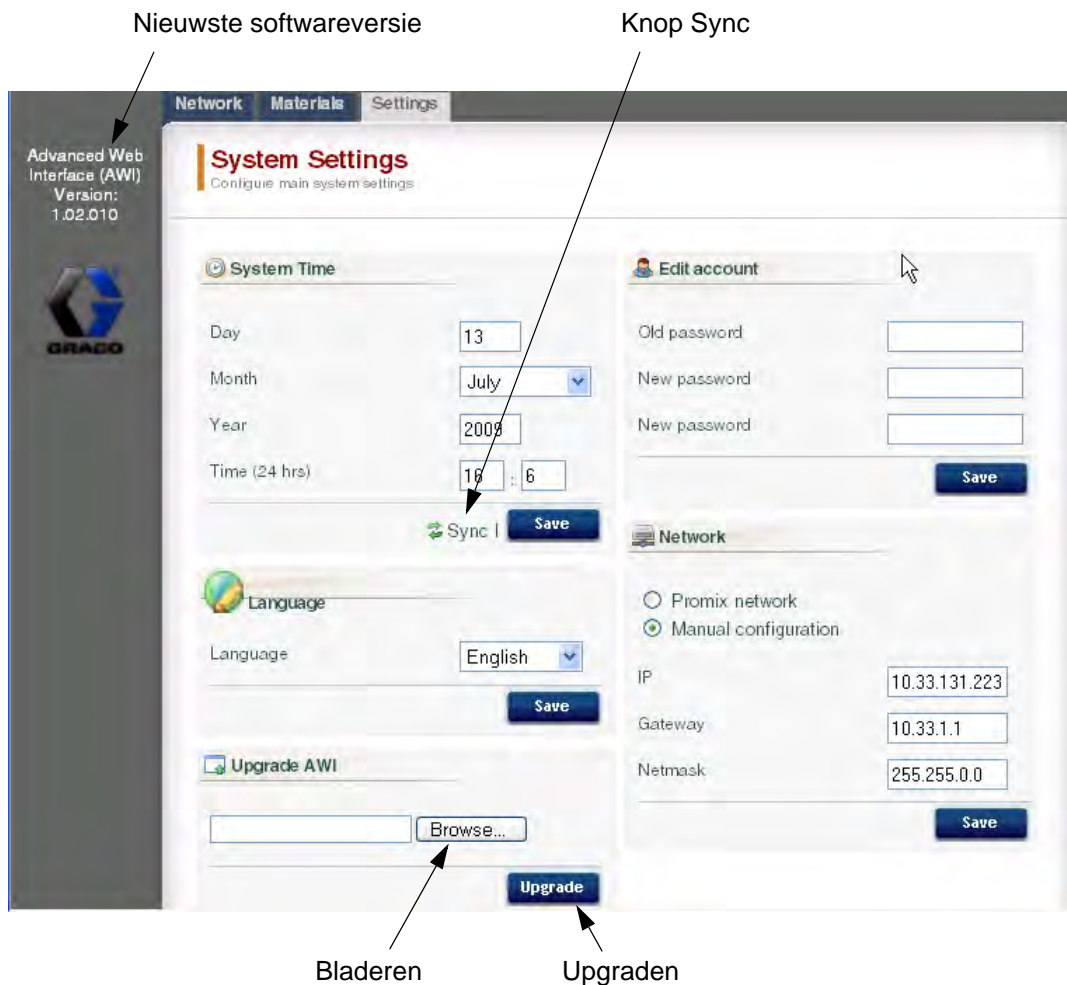 Nieuwste softwareversie
Knop Sync
Network Materials Settings
Advanced Web
Interface (AWI)
Version:
1.02.010
GRACO
System Settings
Configure main system settings
System Time
Day 13
Month July
Year 2009
Time (24 hrs) 16 : 6
Sync | Save
Language
Language English
Save
Upgrade AWI
Browse...
Upgrade
Edit account
Old password
New password
New password
Save
Network
Promix network
Manual configuration
IP 10.33.131.223
Gateway 10.33.1.1
Netmask 255.255.0.0
Save
Bladeren
Upgraden